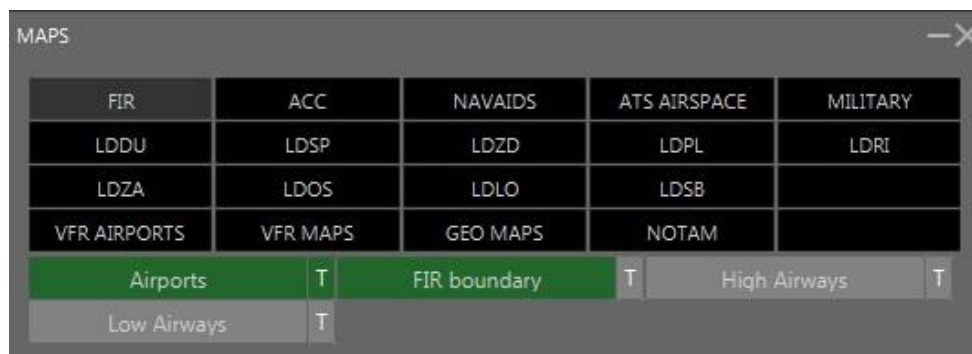 MAPS
FIR ACC NAVAIDS ATS AIRSPACE MILITARY
LDDU LDSP LDZD LDPL LDRI
LDZA LDOS LDLO LDSB
VFR AIRPORTS VFR MAPS GEO MAPS NOTAM
Airports T FIR boundary T High Airways T
Low Airways T